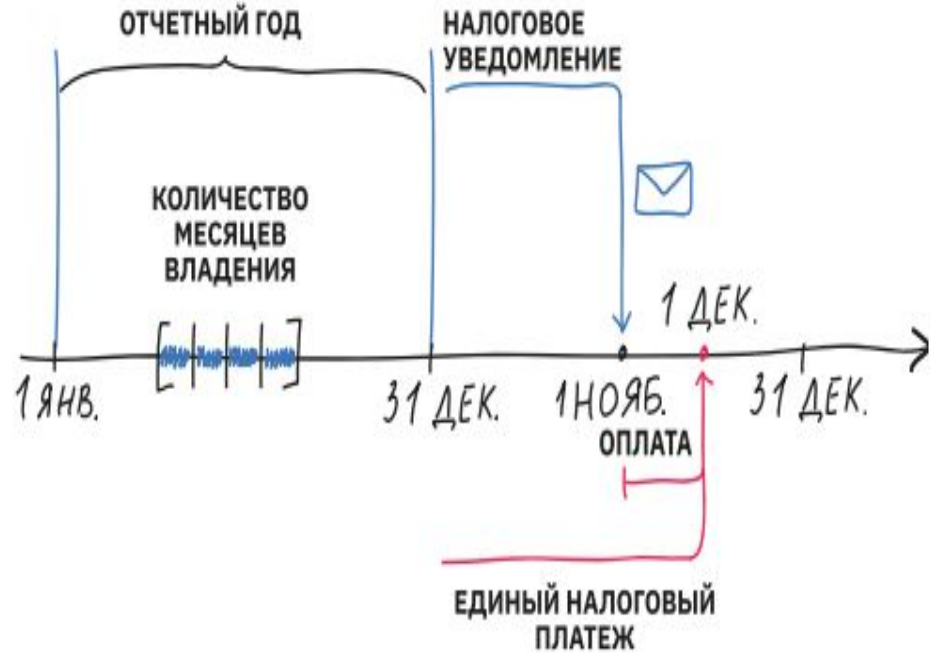 ОТЧЕТНЫЙ ГОД
НАЛОГОВОЕ
УВЕДОМЛЕНИЕ
КОЛИЧЕСТВО
МЕСЯЦЕВ
ВЛАДЕНИЯ
1 ДЕК.
1 ЯНВ.
31 ДЕК.
1 НОЯБ.
31 ДЕК.
ОПЛАТА
ЕДИНЫЙ НАЛОГОВЫЙ
ПЛАТЕЖ